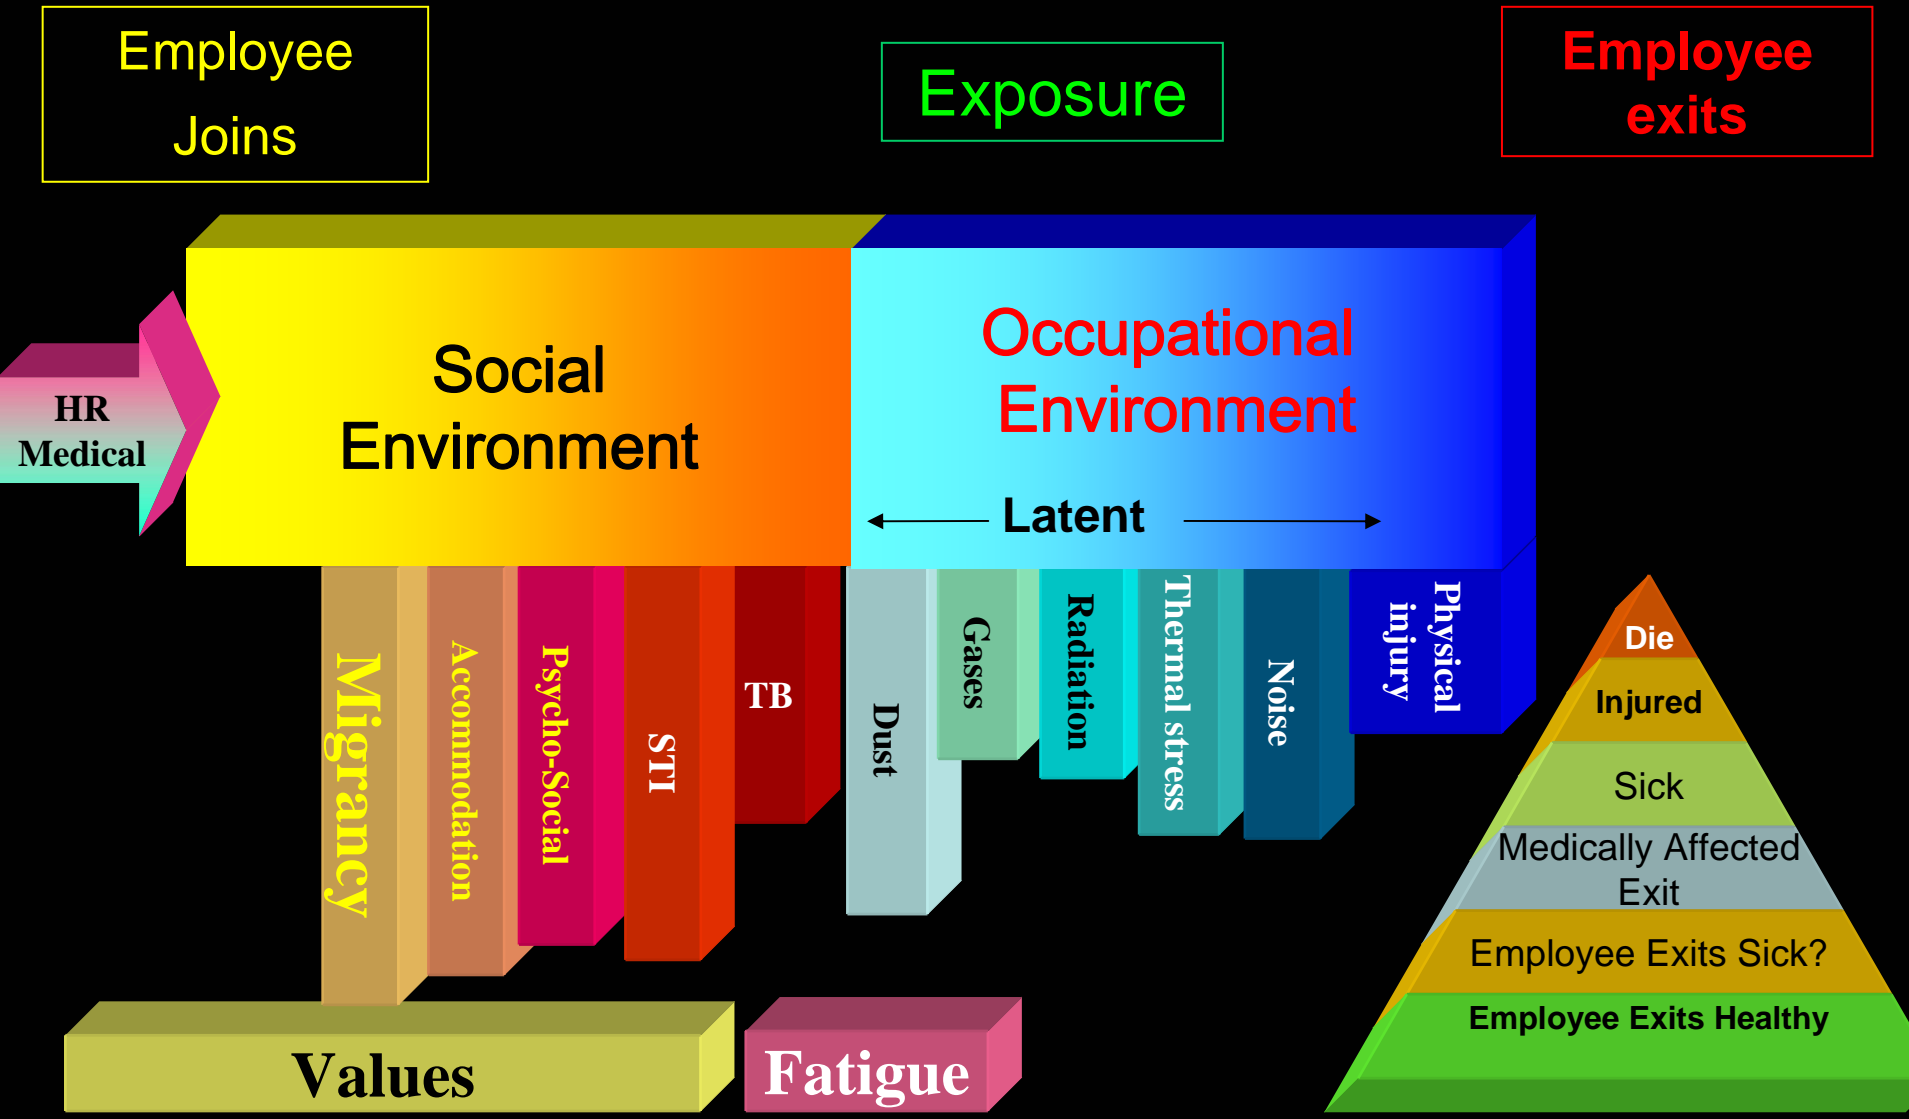 Employee
Joins
Exposure
Employee
exits
HR
Medical
Social
Environment
Occupational
Environment
Latent
Migrancy
Accommodation
Psycho-Social
STI
TB
Dust
Gases
Radiation
Thermal stress
Noise
Physical
injury
Values
Fatigue
Die
Injured
Sick
Medically Affected
Exit
Employee Exits Sick?
Employee Exits Healthy